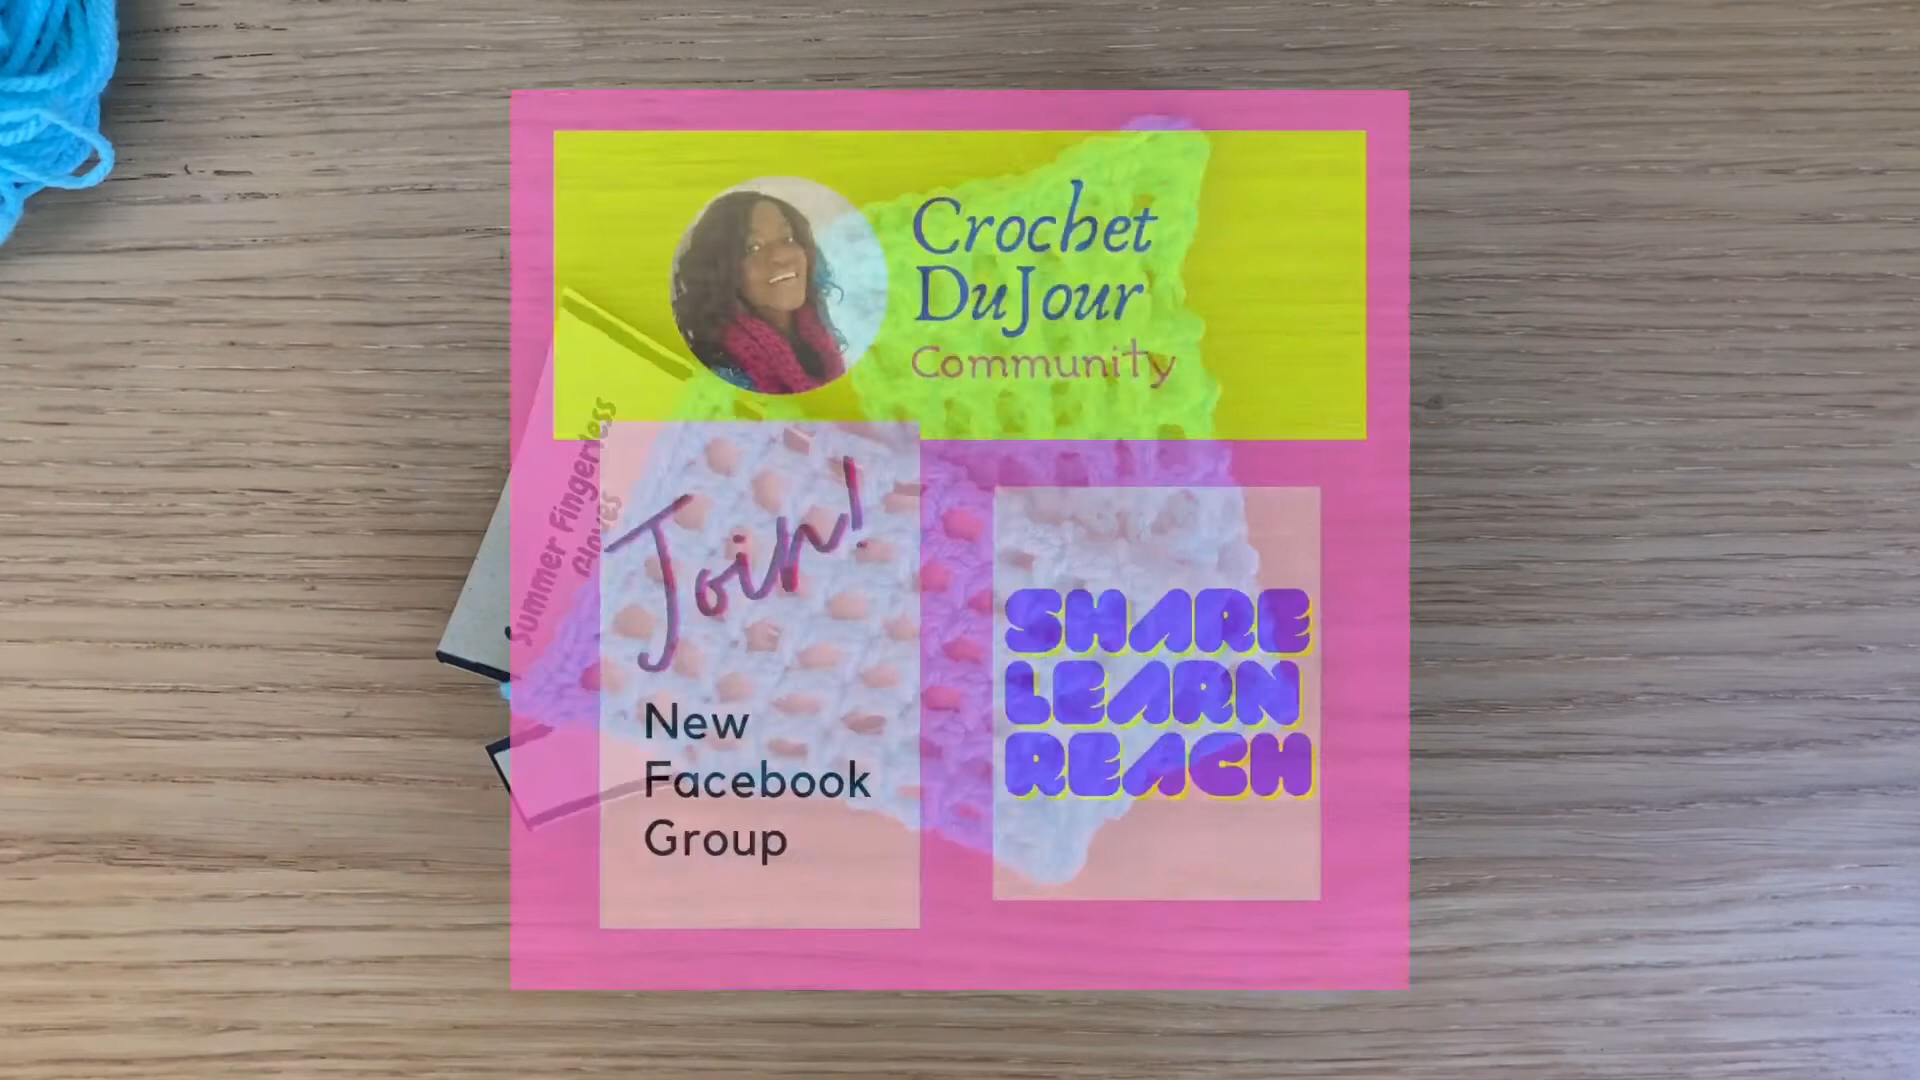 Crochet
DuJour
Community
Summer Fingerless
Gloves
Join!
New
Facebook
Group
SHARE
LEARN
REACH